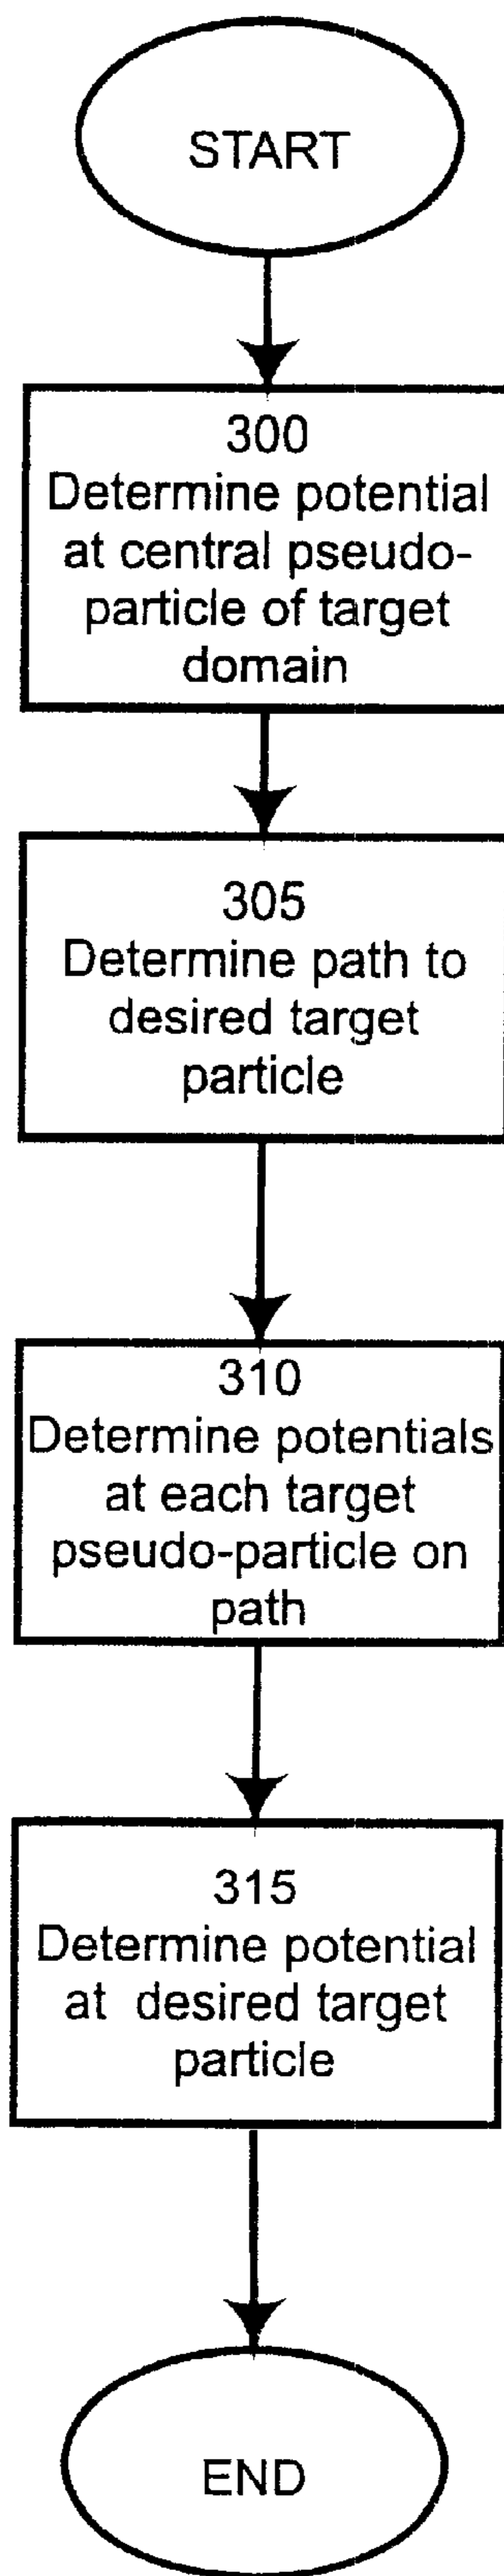 START
300
Determine potential
at central pseudo-
particle of target
domain
305
Determine path to
desired target
particle
310
Determine potentials
at each target
pseudo-particle on
path
315
Determine potential
at desired target
particle
END